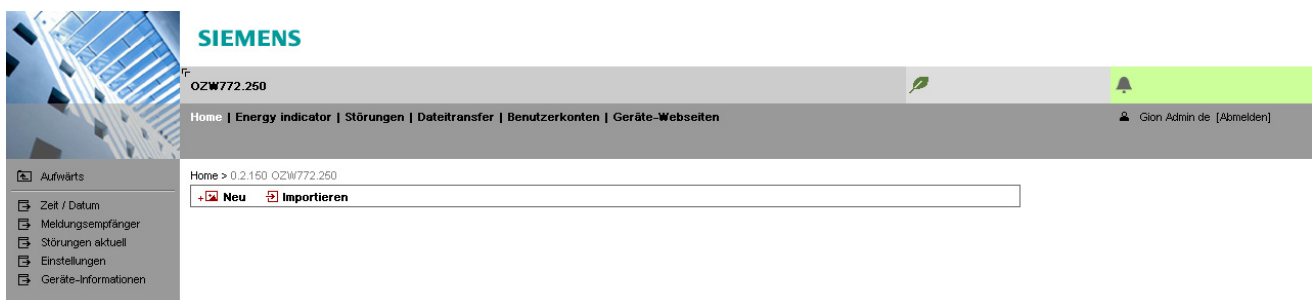 SIEMENS
OZW772.250
Home | Energy indicator | Störungen | Dateitransfer | Benutzerkonten | Geräte-Webseiten
Gion Admin de [Abmelden]
Aufwärts
Home > 0.2.150 OZW772.250
Neu Importieren
Zeit / Datum
Meldungsempfänger
Störungen aktuell
Einstellungen
Geräte-Informationen